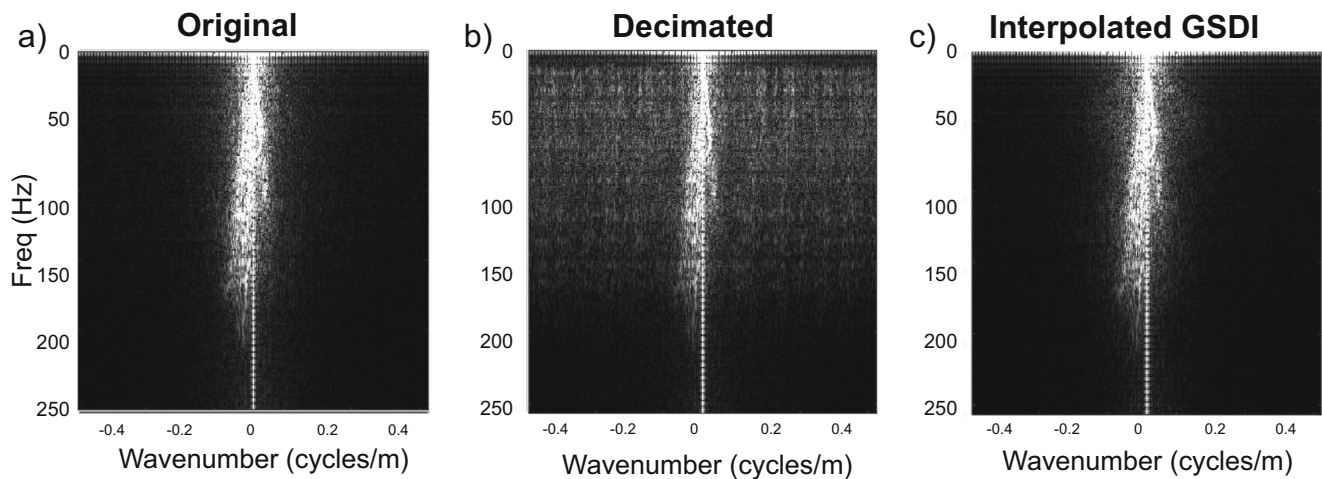 a) Original
0
50
100
150
200
250
Freq (Hz)
-0.4 -0.2 0 0.2 0.4
Wavenumber (cycles/m)
b) Decimated
0
50
100
150
200
250
-0.4 -0.2 0 0.2 0.4
Wavenumber (cycles/m)
c) Interpolated GSDI
0
50
100
150
200
250
-0.4 -0.2 0 0.2 0.4
Wavenumber (cycles/m)